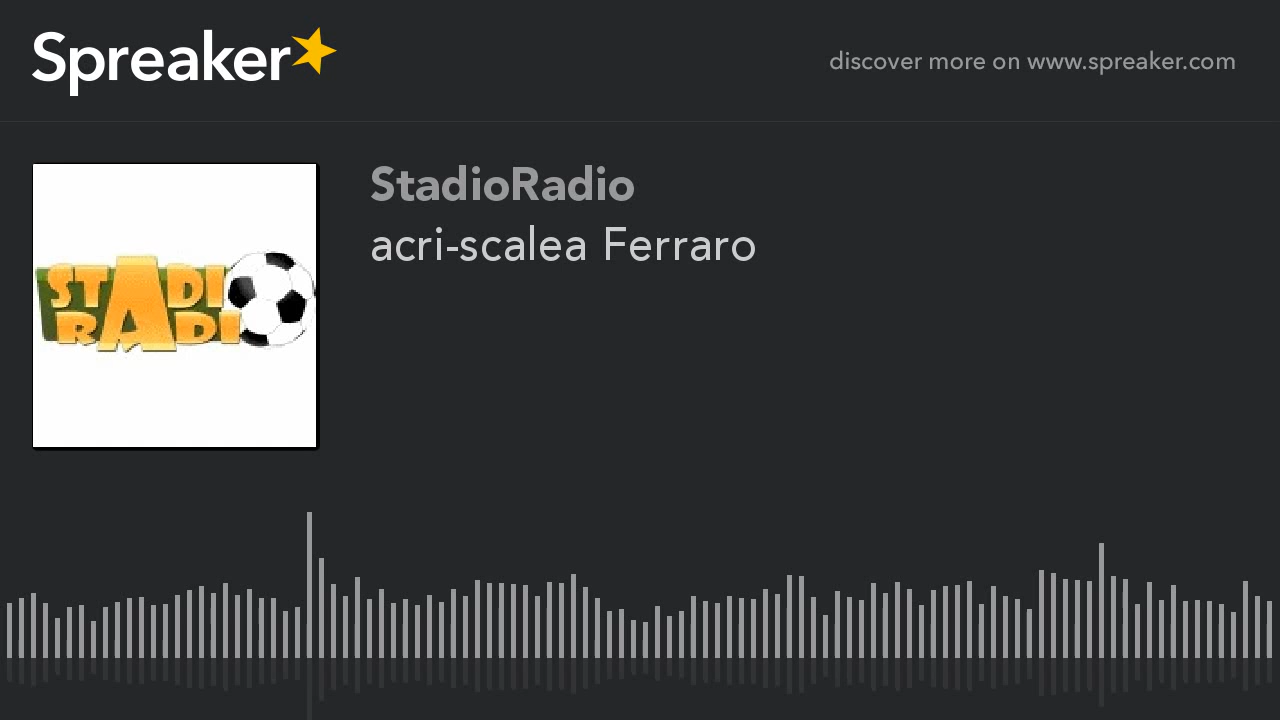 Spreaker
discover more on www.spreaker.com
STADIO
RADIO
StadioRadio
acri-scalea Ferraro